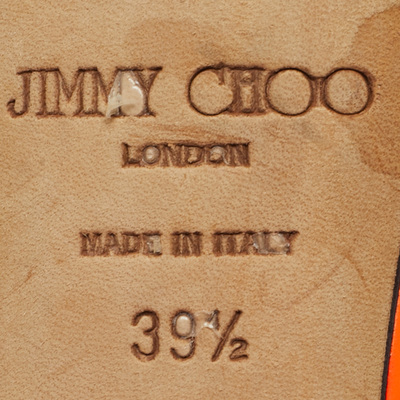 JIMMY CHOO
LONDON
MADE IN ITALY
39½